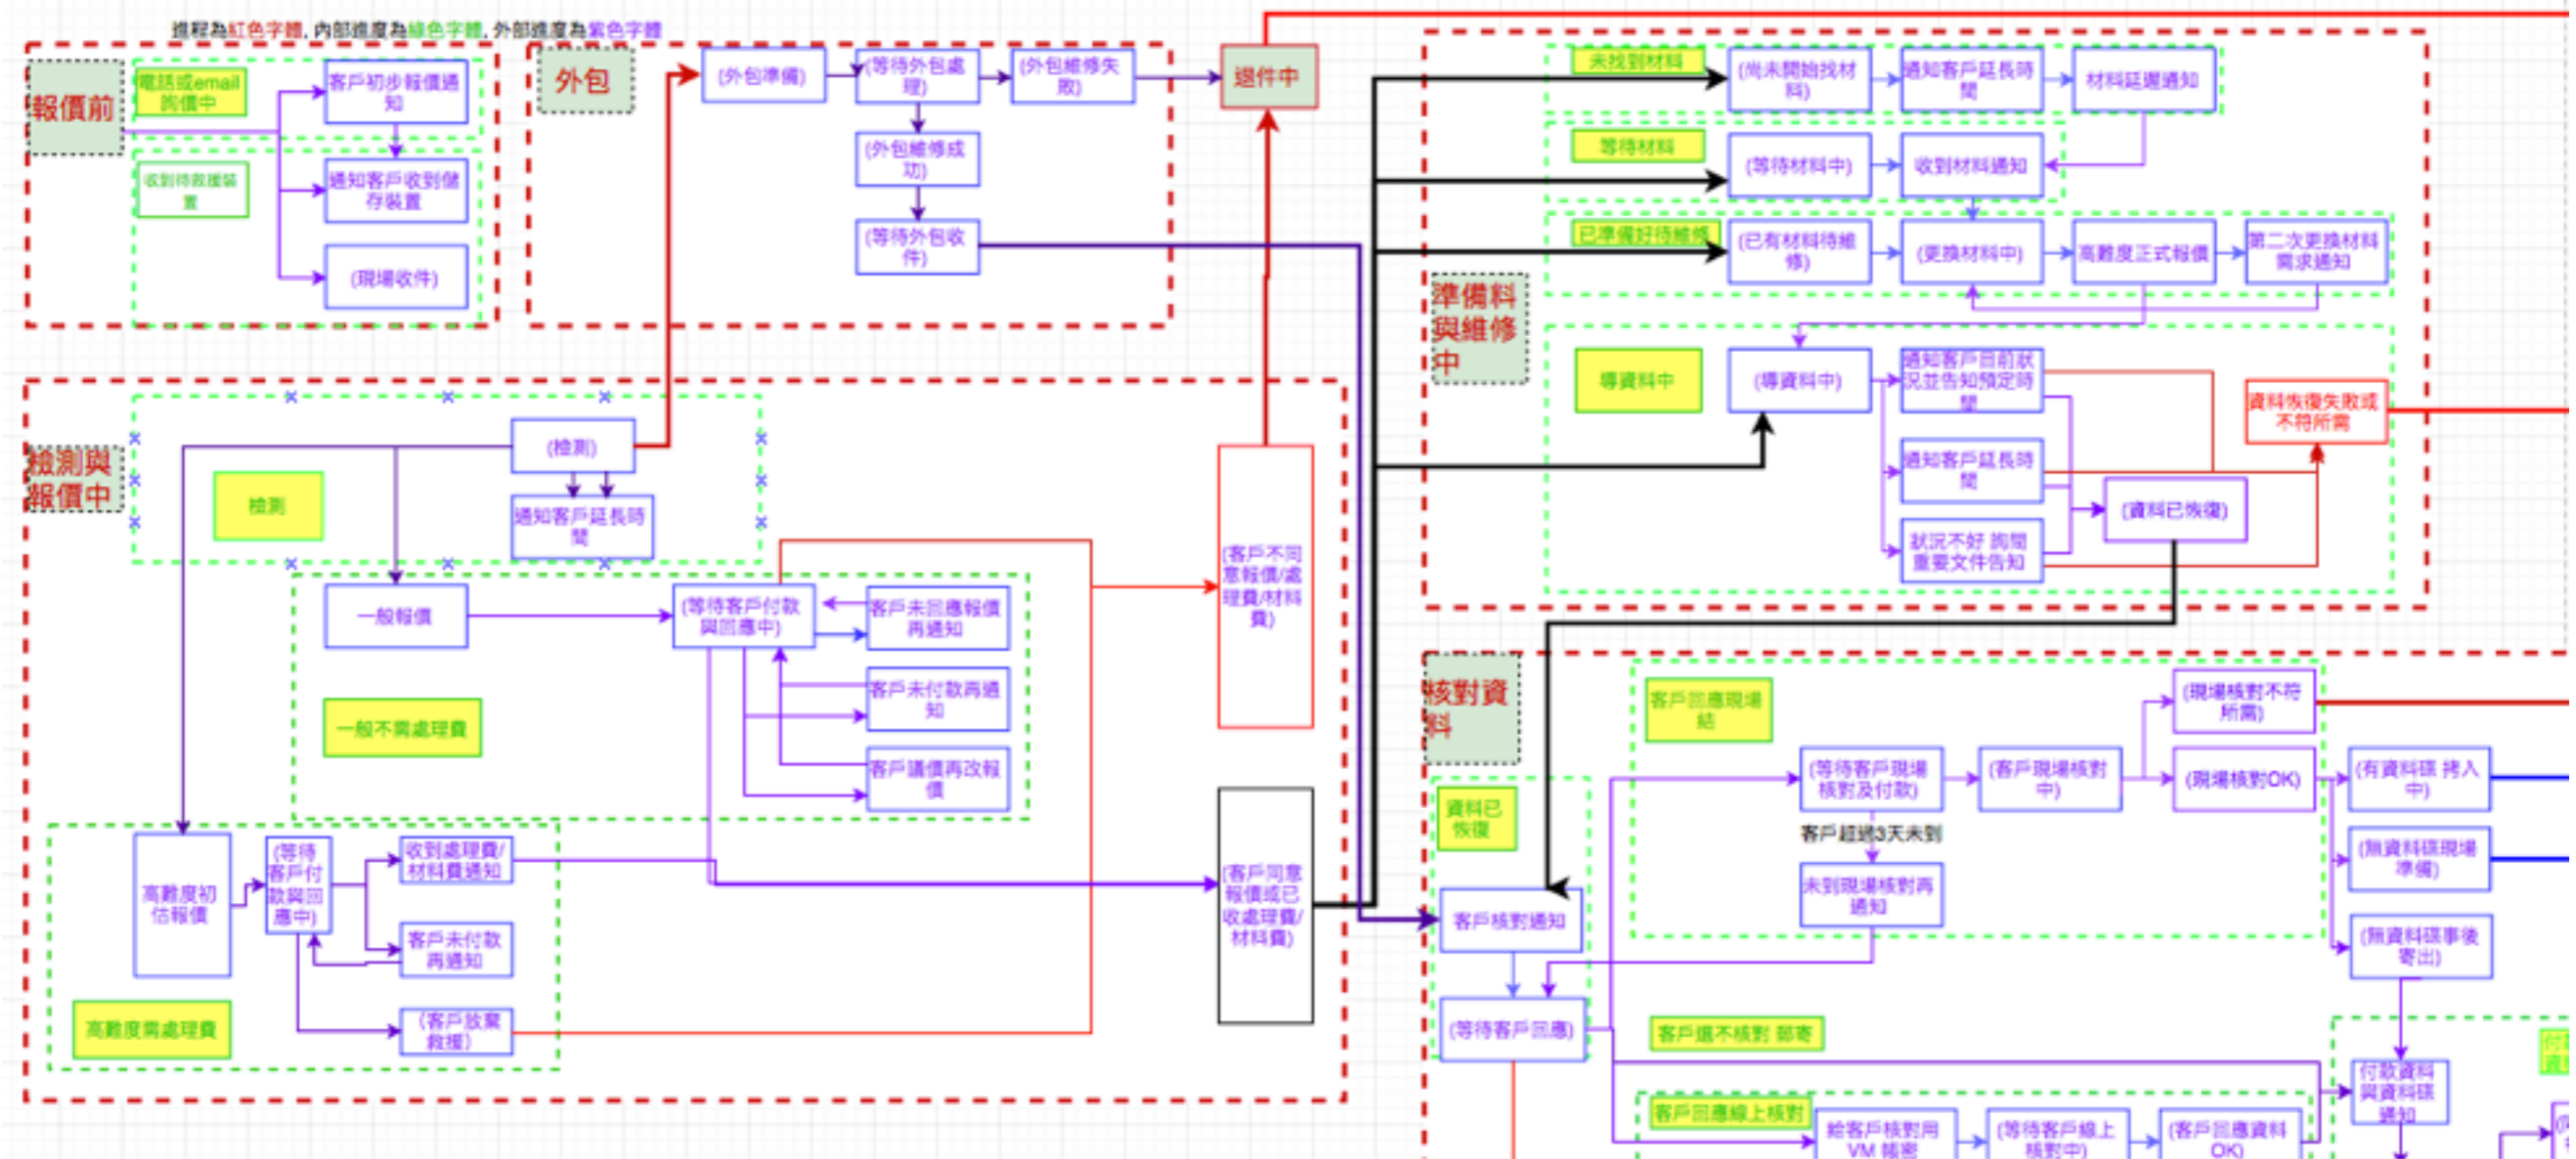 進程為紅色字體, 內部進度為綠色字體, 外部進度為紫色字體
報價前
電話或email
詢價中
客戶初步報價通
知
收到待救援裝
置
通知客戶收到儲
存裝置
(現場收件)
外包
(外包準備)
(等待外包處
理)
(外包維修失
敗)
(外包維修成
功)
(等待外包收
件)
退件中
檢測與
報價中
檢測
(檢測)
通知客戶延長時
間
一般報價
一般不需處理費
(等待客戶付款
與回應中)
客戶未回應報價
再通知
客戶未付款再通
知
客戶議價再改報
價
高難度初
估報價
高難度需處理費
(等待
客戶付
款與回
應中)
收到處理費/
材料費通知
客戶未付款
再通知
(客戶放棄
救援)
(客戶不同
意報價/處
理費/材料
費)
(客戶同意
報價或已
收處理費/
材料費)
準備料
與維修
中
未找到材料
(尚未開始找材
料)
通知客戶延長時
間
材料延遲通知
等待材料
(等待材料中)
收到材料通知
已準備好待維修
(已有材料待維
修)
(更換材料中)
高難度正式報價
第二次更換材料
需求通知
導資料中
(導資料中)
通知客戶目前狀
況並告知預定時
間
通知客戶延長時
間
狀況不好 詢問
重要文件告知
(資料已恢復)
資料恢復失敗或
不符所需
核對資
料
資料已
恢復
客戶核對通知
(等待客戶回應)
客戶回應現場
結
(等待客戶現場
核對及付款)
(客戶現場核對
中)
(現場核對不符
所需)
(現場核對OK)
客戶超過3天未到
未到現場核對再
通知
(有資料碟 拷入
中)
(無資料碟現場
準備)
(無資料碟事後
寄出)
客戶選不核對 郵寄
客戶回應線上核對
給客戶核對用
VM 帳密
(等待客戶線上
核對中)
(客戶回應資料
OK)
付款資料
與資料碟
通知